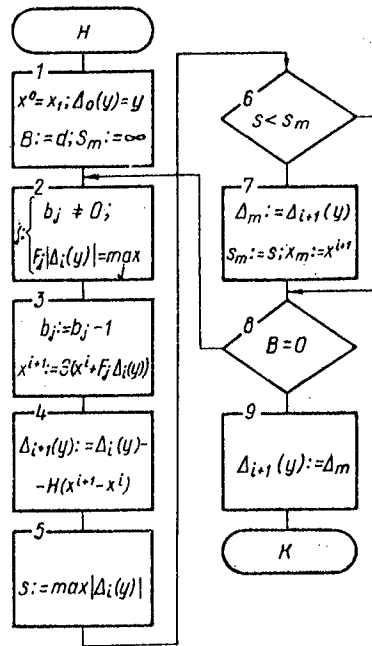 Н
1
x⁰=x₁; Δ₀(y)=y
B:=d; Sₘ:=∞
2
j: { bⱼ ≠ 0;
Fⱼ|Δᵢ(y)|=max
j
3
bⱼ:=bⱼ-1
xⁱ⁺¹:=S(xⁱ+FⱼΔᵢ(y))
4
Δᵢ₊₁(y):=Δᵢ(y)-
-H(xⁱ⁺¹-xⁱ)
5
s:=max|Δᵢ(y)|
6
s<sₘ
7
Δₘ:=Δᵢ₊₁(y)
sₘ:=s; xₘ:=xⁱ⁺¹
8
B=0
9
Δᵢ₊₁(y):=Δₘ
К